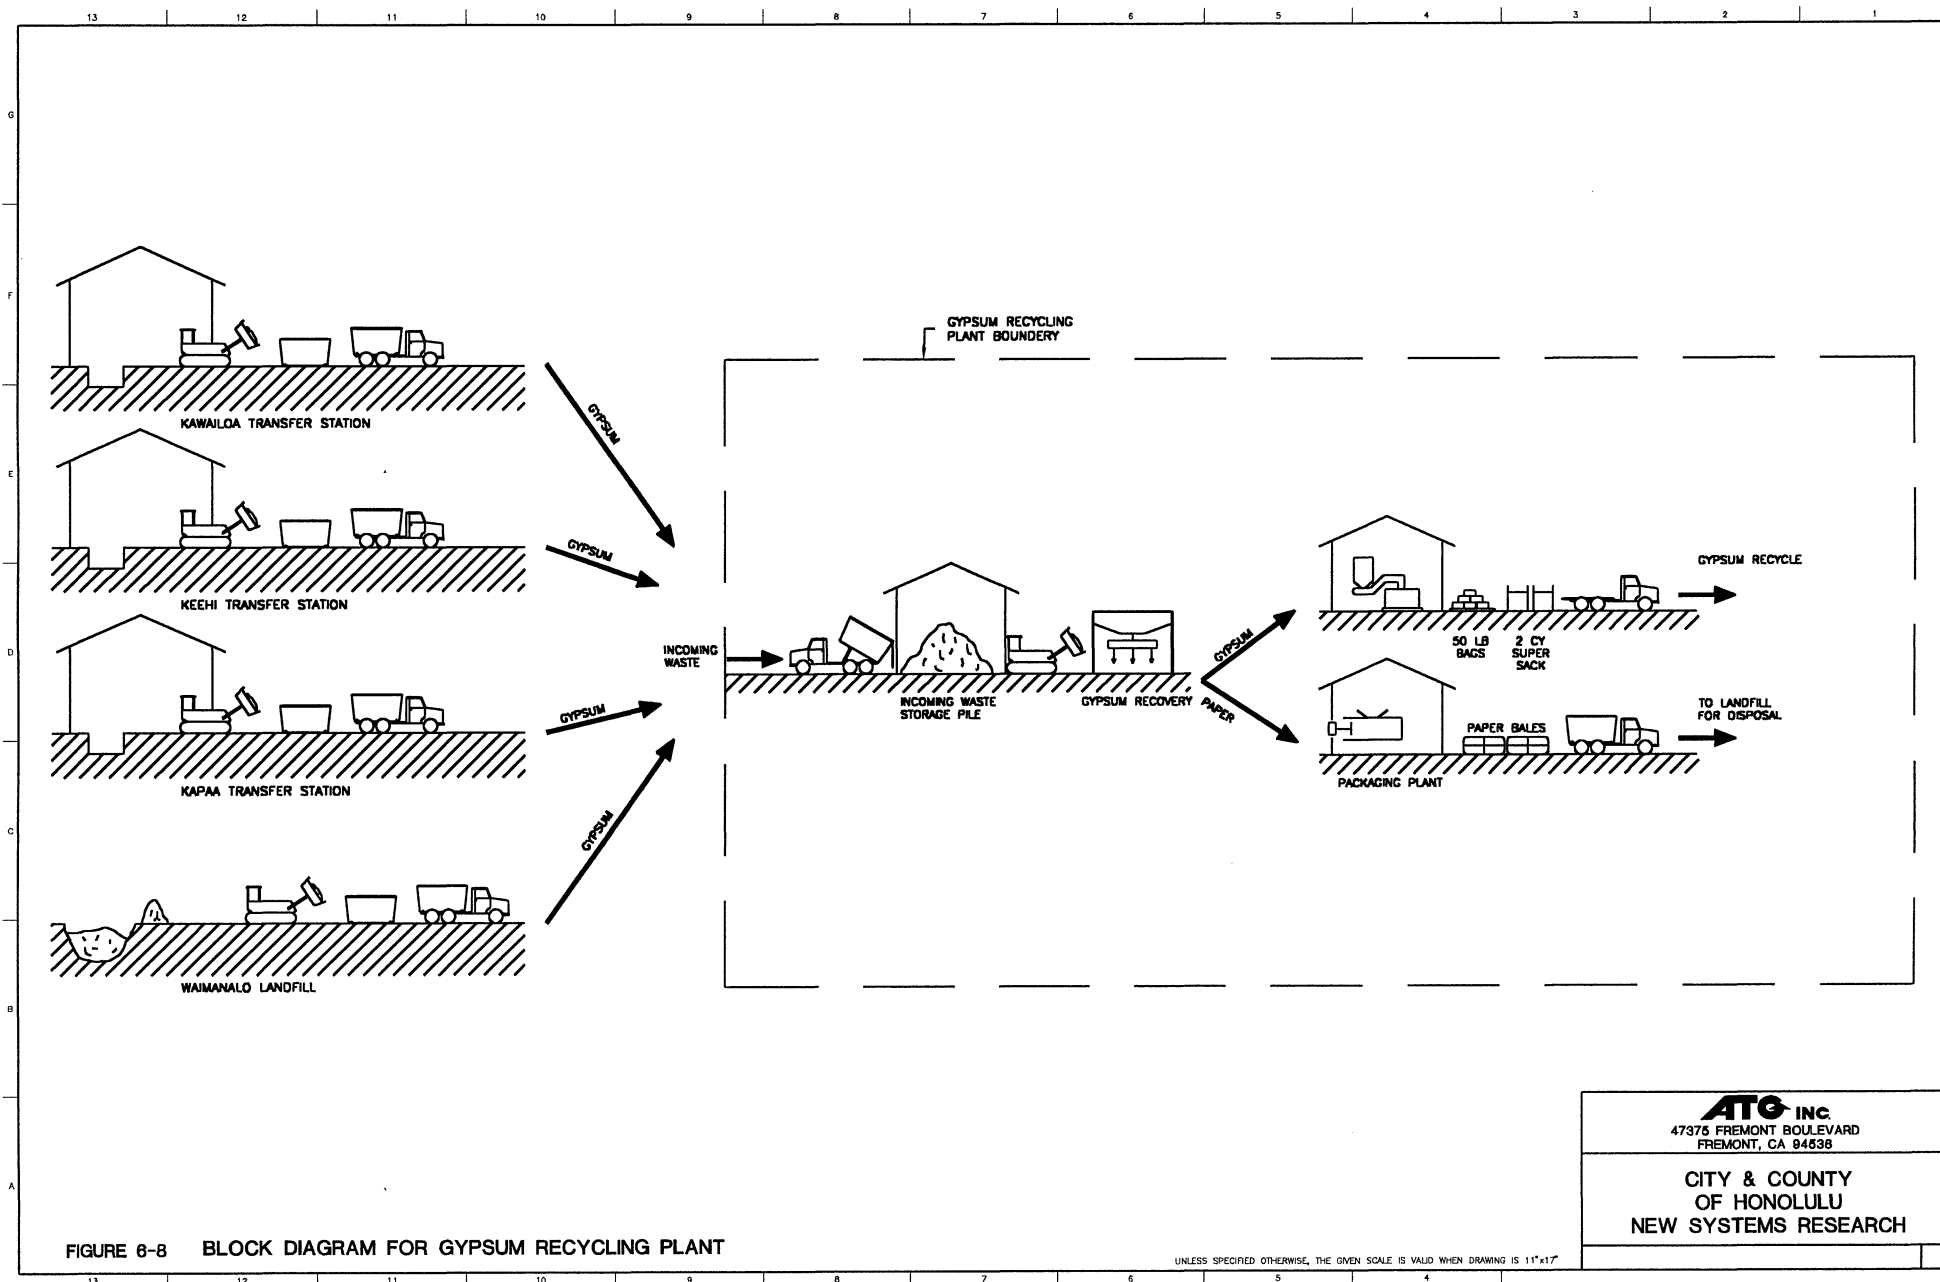 13 12 11 10 9 8 7 6 5 4 3 2 1
G
F
E
D
C
B
A
KAWAILOA TRANSFER STATION
GYPSUM
KEEHI TRANSFER STATION
GYPSUM
KAPAA TRANSFER STATION
GYPSUM
WAIMANALO LANDFILL
GYPSUM
GYPSUM RECYCLING
PLANT BOUNDERY
INCOMING
WASTE
INCOMING WASTE
STORAGE PILE
GYPSUM RECOVERY
GYPSUM
PAPER
50 LB
BAGS
2 CY
SUPER
SACK
GYPSUM RECYCLE
PAPER BALES
PACKAGING PLANT
TO LANDFILL
FOR DISPOSAL
ATG INC.
47375 FREMONT BOULEVARD
FREMONT, CA 94538
CITY & COUNTY
OF HONOLULU
NEW SYSTEMS RESEARCH
FIGURE 6-8 BLOCK DIAGRAM FOR GYPSUM RECYCLING PLANT
UNLESS SPECIFIED OTHERWISE, THE GIVEN SCALE IS VALID WHEN DRAWING IS 11"x17"
13 12 11 10 9 8 7 6 5 4